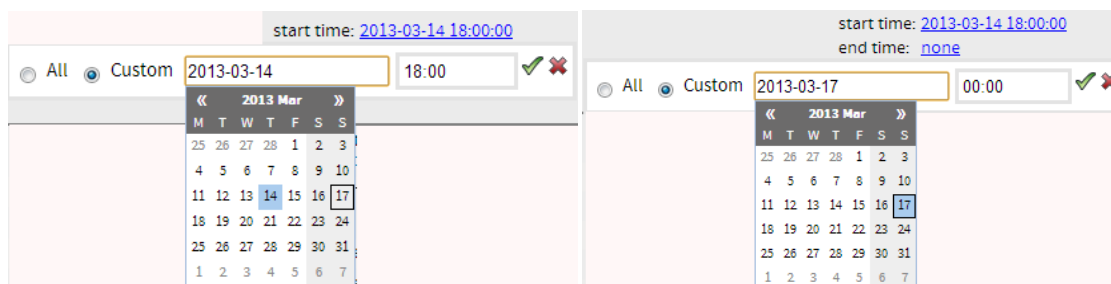 start time: 2013-03-14 18:00:00
All Custom 2013-03-14 18:00
« 2013 Mar »
M T W T F S S
25 26 27 28 1 2 3
4 5 6 7 8 9 10
11 12 13 14 15 16 17
18 19 20 21 22 23 24
25 26 27 28 29 30 31
1 2 3 4 5 6 7
start time: 2013-03-14 18:00:00
end time: none
All Custom 2013-03-17 00:00
« 2013 Mar »
M T W T F S S
25 26 27 28 1 2 3
4 5 6 7 8 9 10
11 12 13 14 15 16 17
18 19 20 21 22 23 24
25 26 27 28 29 30 31
1 2 3 4 5 6 7